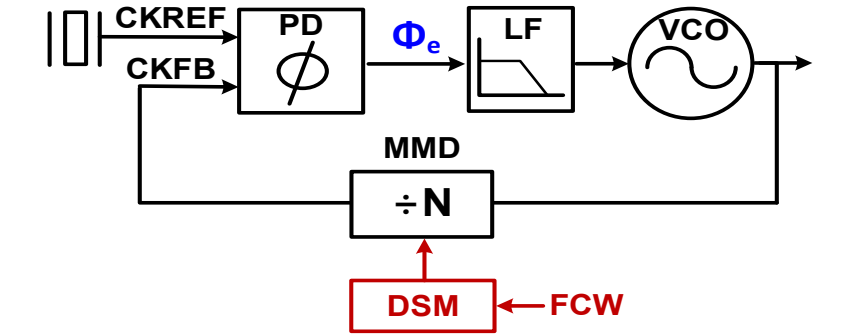 CKREF
PD
CKFB
Φe
LF
VCO
MMD
÷N
DSM
FCW